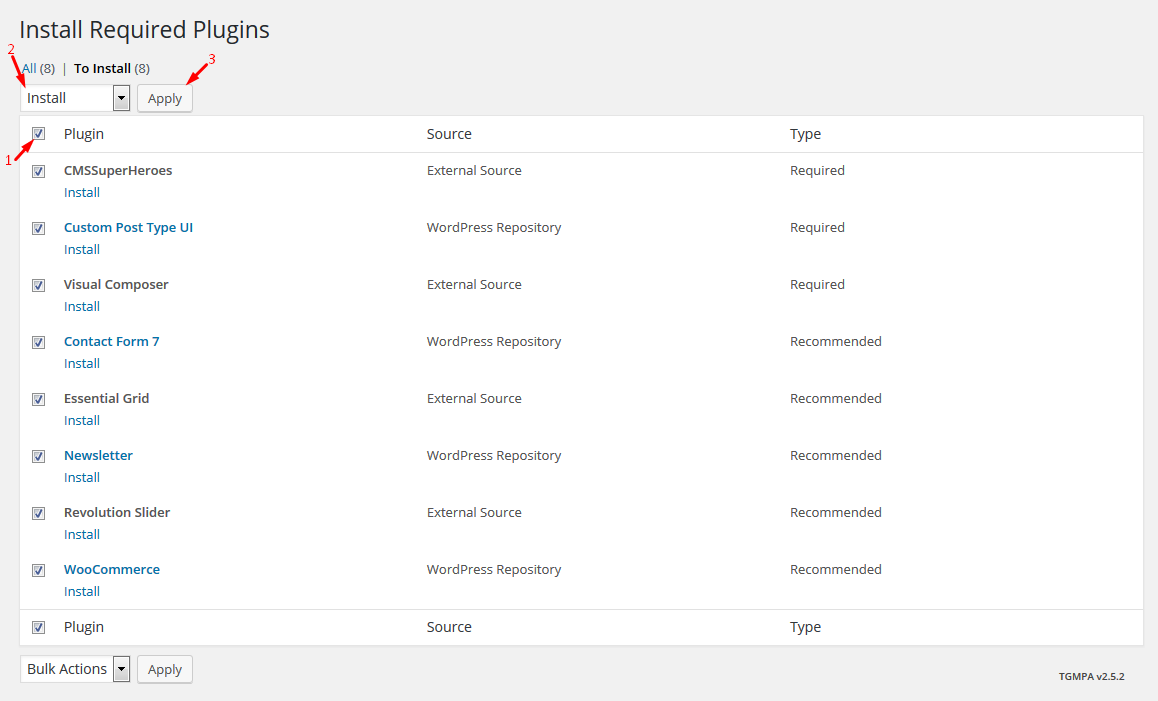 Install Required Plugins
2
All (8) | To Install (8)
3
Install Apply
Plugin Source Type
1
CMSSuperHeroes External Source Required
Install
Custom Post Type UI WordPress Repository Required
Install
Visual Composer External Source Required
Install
Contact Form 7 WordPress Repository Recommended
Install
Essential Grid External Source Recommended
Install
Newsletter WordPress Repository Recommended
Install
Revolution Slider External Source Recommended
Install
WooCommerce WordPress Repository Recommended
Install
Plugin Source Type
Bulk Actions Apply
TGMPA v2.5.2